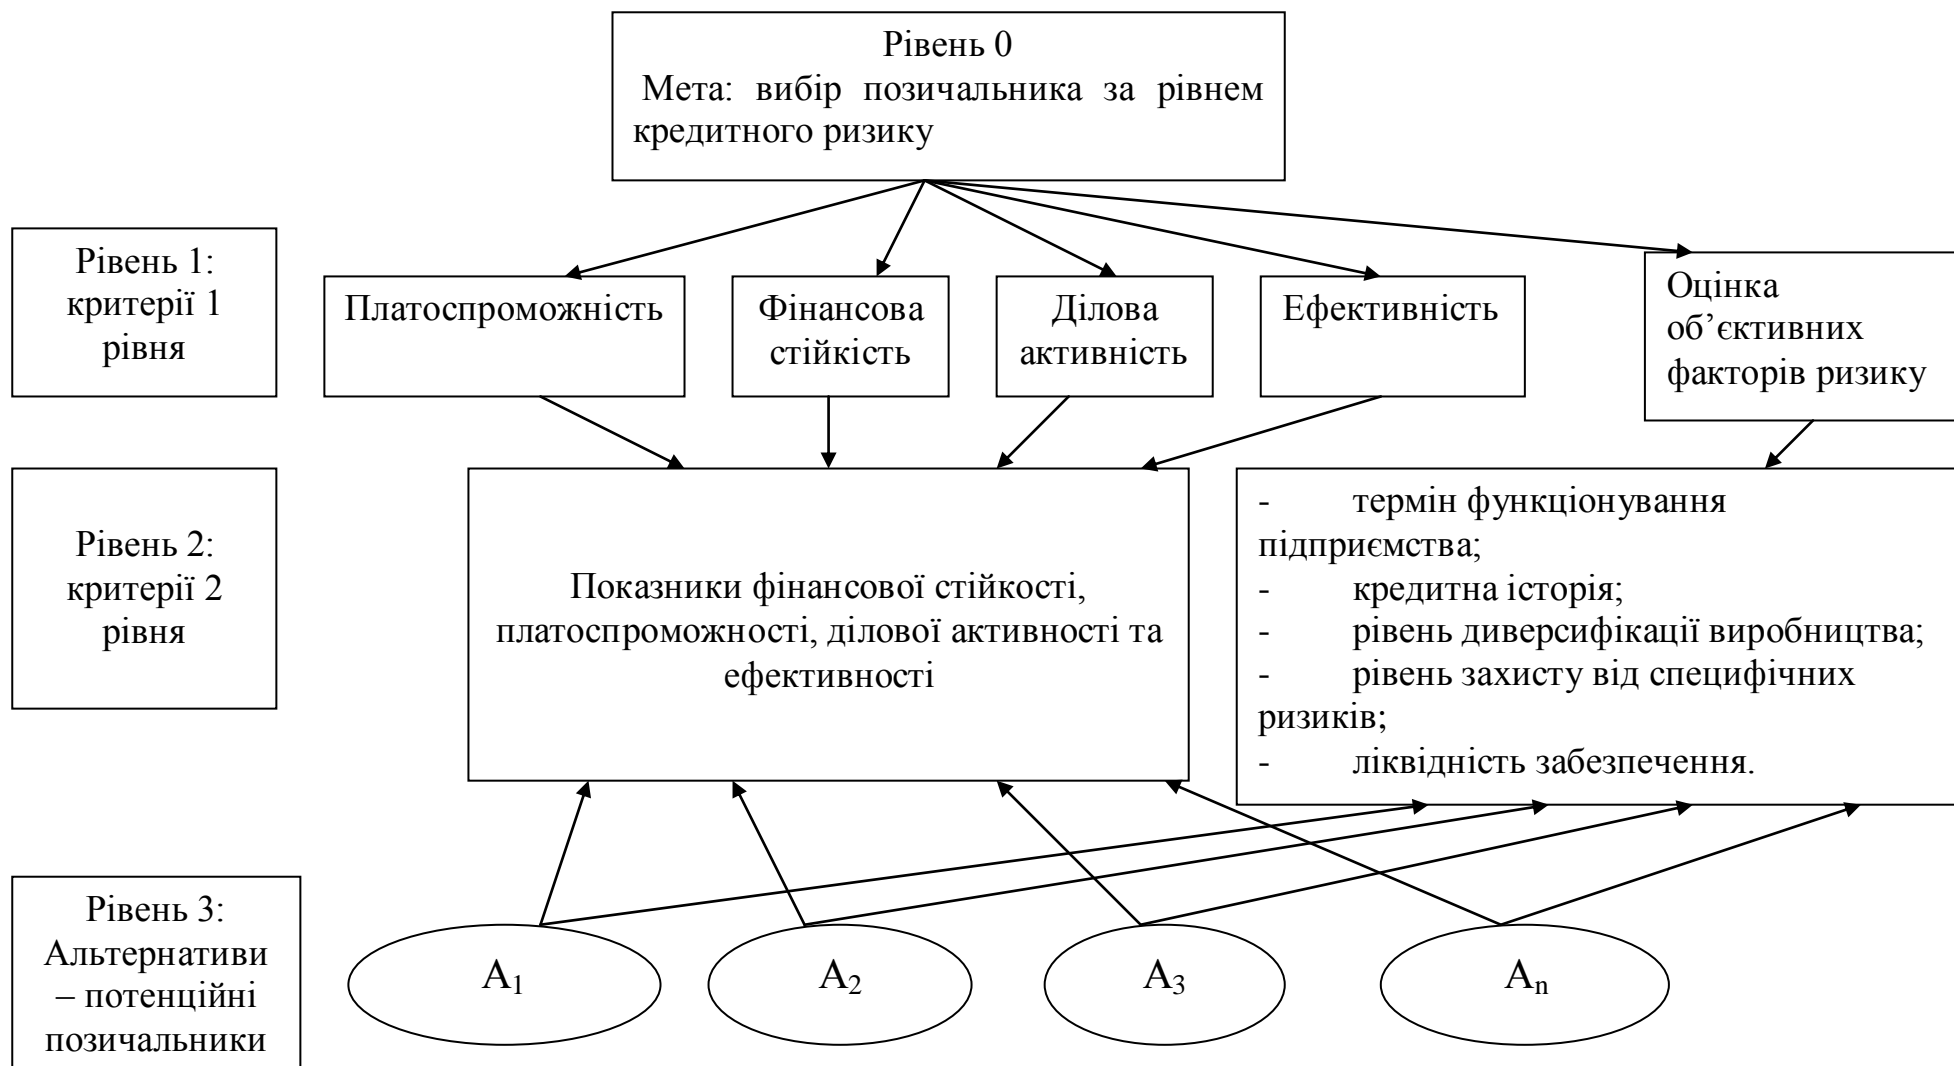 Рівень 0
Мета: вибір позичальника за рівнем
кредитного ризику
Рівень 1:
критерії 1
рівня
Платоспроможність
Фінансова
стійкість
Ділова
активність
Ефективність
Оцінка
об’єктивних
факторів ризику
Рівень 2:
критерії 2
рівня
Показники фінансової стійкості,
платоспроможності, ділової активності та
ефективності
- термін функціонування
підприємства;
- кредитна історія;
- рівень диверсифікації виробництва;
- рівень захисту від специфічних
ризиків;
- ліквідність забезпечення.
Рівень 3:
Альтернативи
– потенційні
позичальники
A₁
A₂
A₃
Aₙ